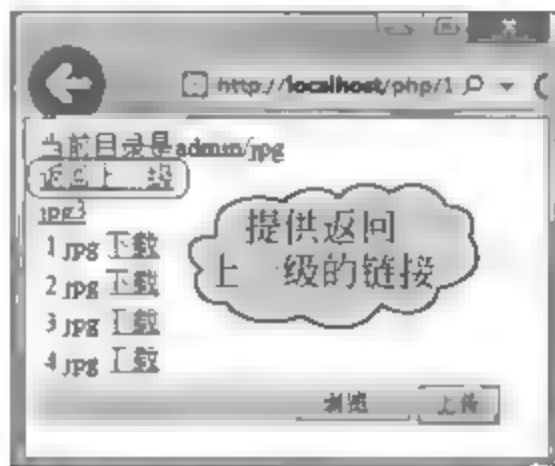 http://localhost/php/1
当前目录是admin/jpg
返回上一级
jpg3
1 jpg 下载
2 jpg 下载
3 jpg 下载
4 jpg 下载
提供返回
上一级的链接
浏览 上传